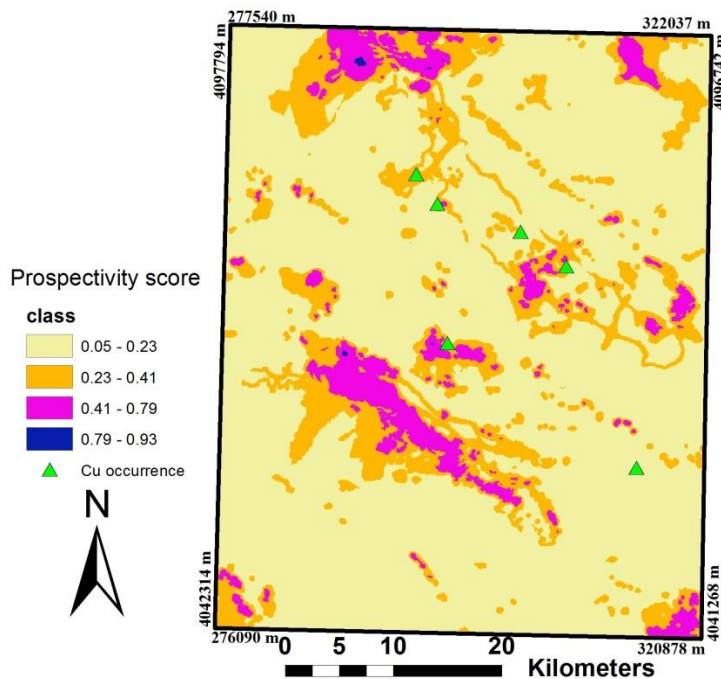 277540 m
322037 m
4097794 m
4096742 m
Prospectivity score
class
0.05 - 0.23
0.23 - 0.41
0.41 - 0.79
0.79 - 0.93
Cu occurrence
N
4042314 m
4041268 m
276090 m
320878 m
0 5 10 20
Kilometers